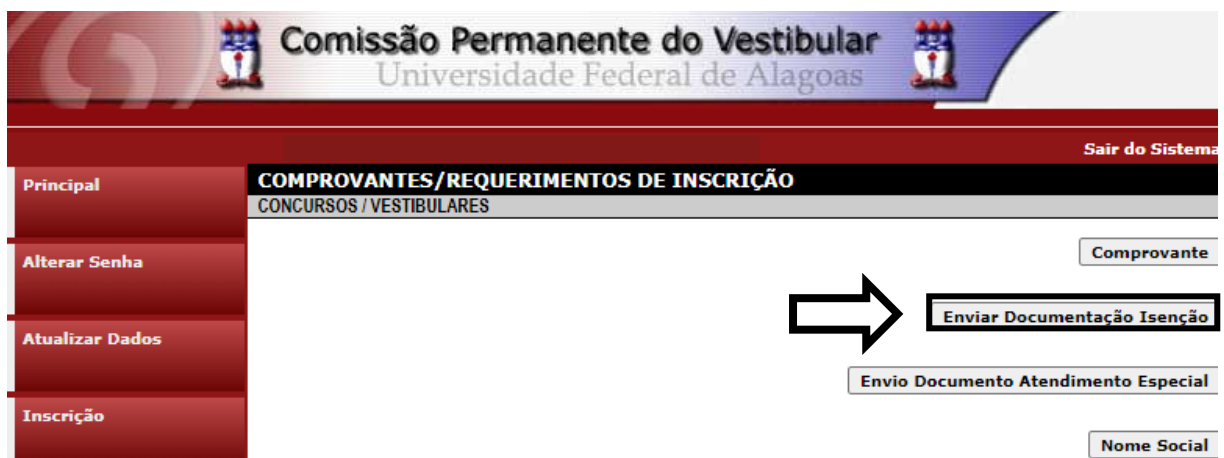 Comissão Permanente do Vestibular
Universidade Federal de Alagoas
Sair do Sistema
Principal
COMPROVANTES/REQUERIMENTOS DE INSCRIÇÃO
CONCURSOS / VESTIBULARES
Alterar Senha
Comprovante
Enviar Documentação Isenção
Atualizar Dados
Envio Documento Atendimento Especial
Inscrição
Nome Social